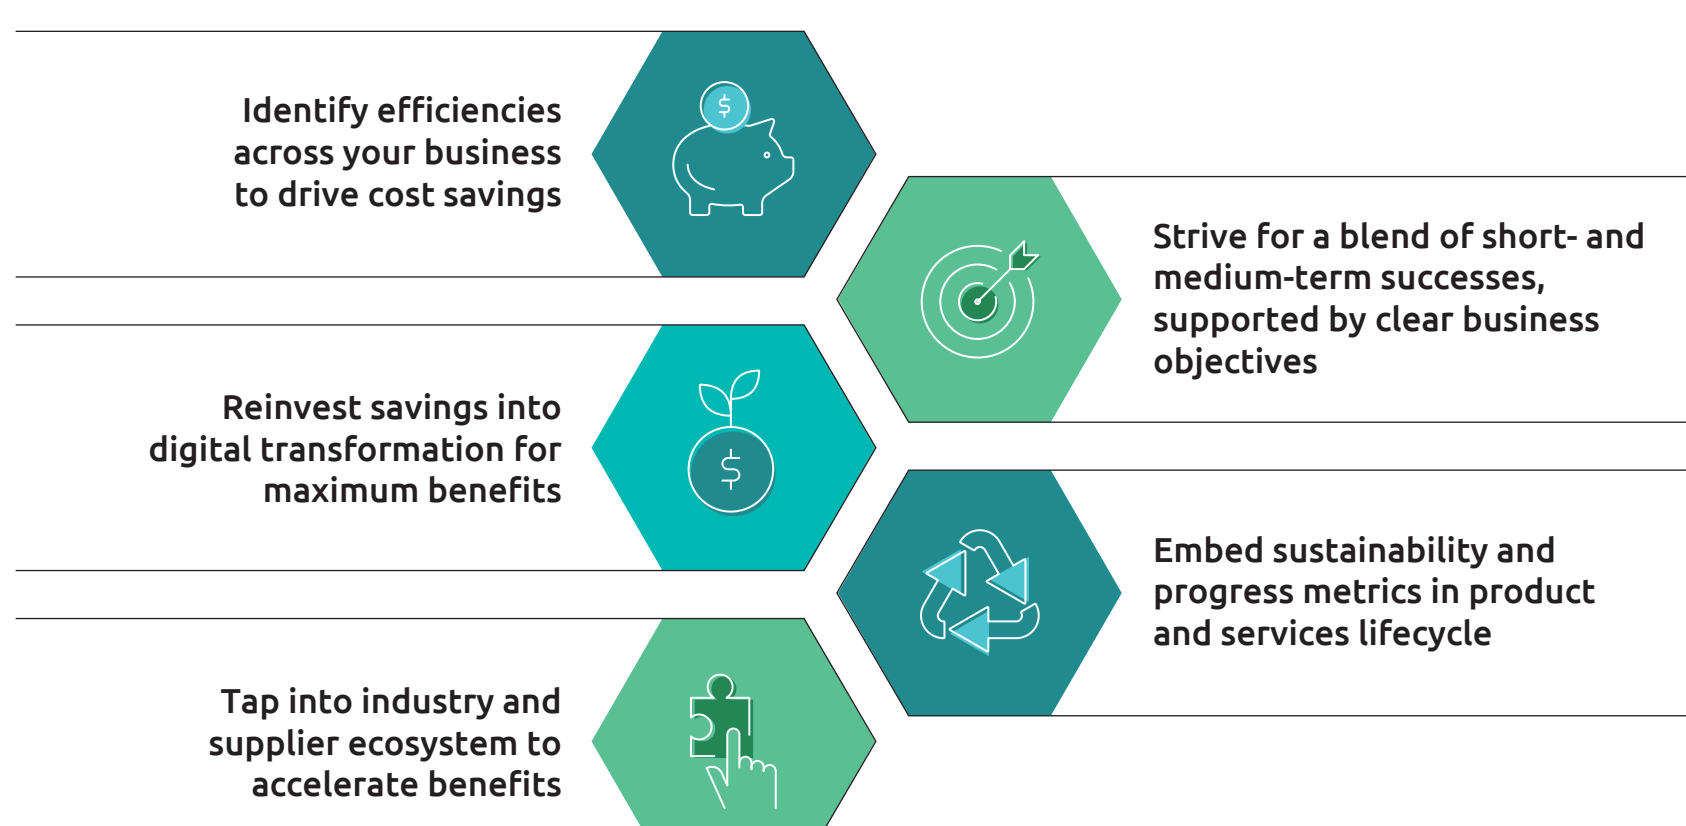 Identify efficiencies
across your business
to drive cost savings
$
Strive for a blend of short- and
medium-term successes,
supported by clear business
objectives
Reinvest savings into
digital transformation for
maximum benefits
$
Embed sustainability and
progress metrics in product
and services lifecycle
Tap into industry and
supplier ecosystem to
accelerate benefits